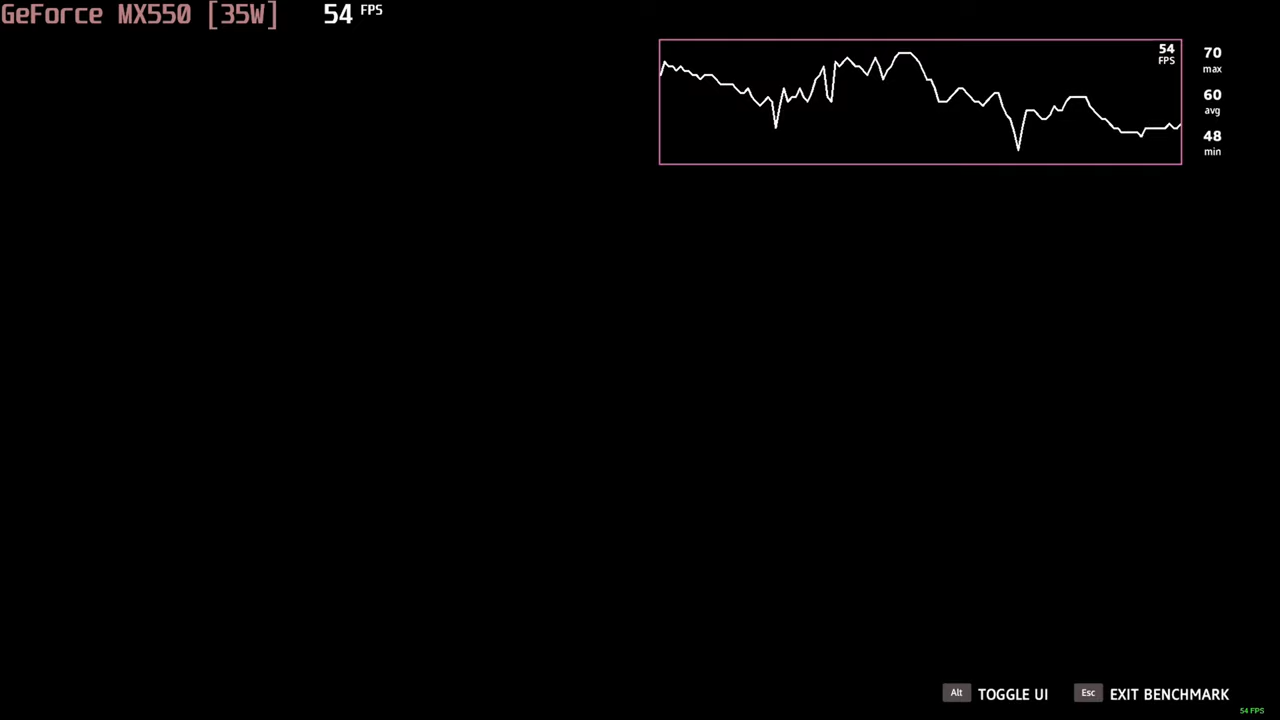 GeForce MX550 [35W] 54 FPS
54
FPS
70
max
60
avg
48
min
Alt TOGGLE UI Esc EXIT BENCHMARK
54 FPS